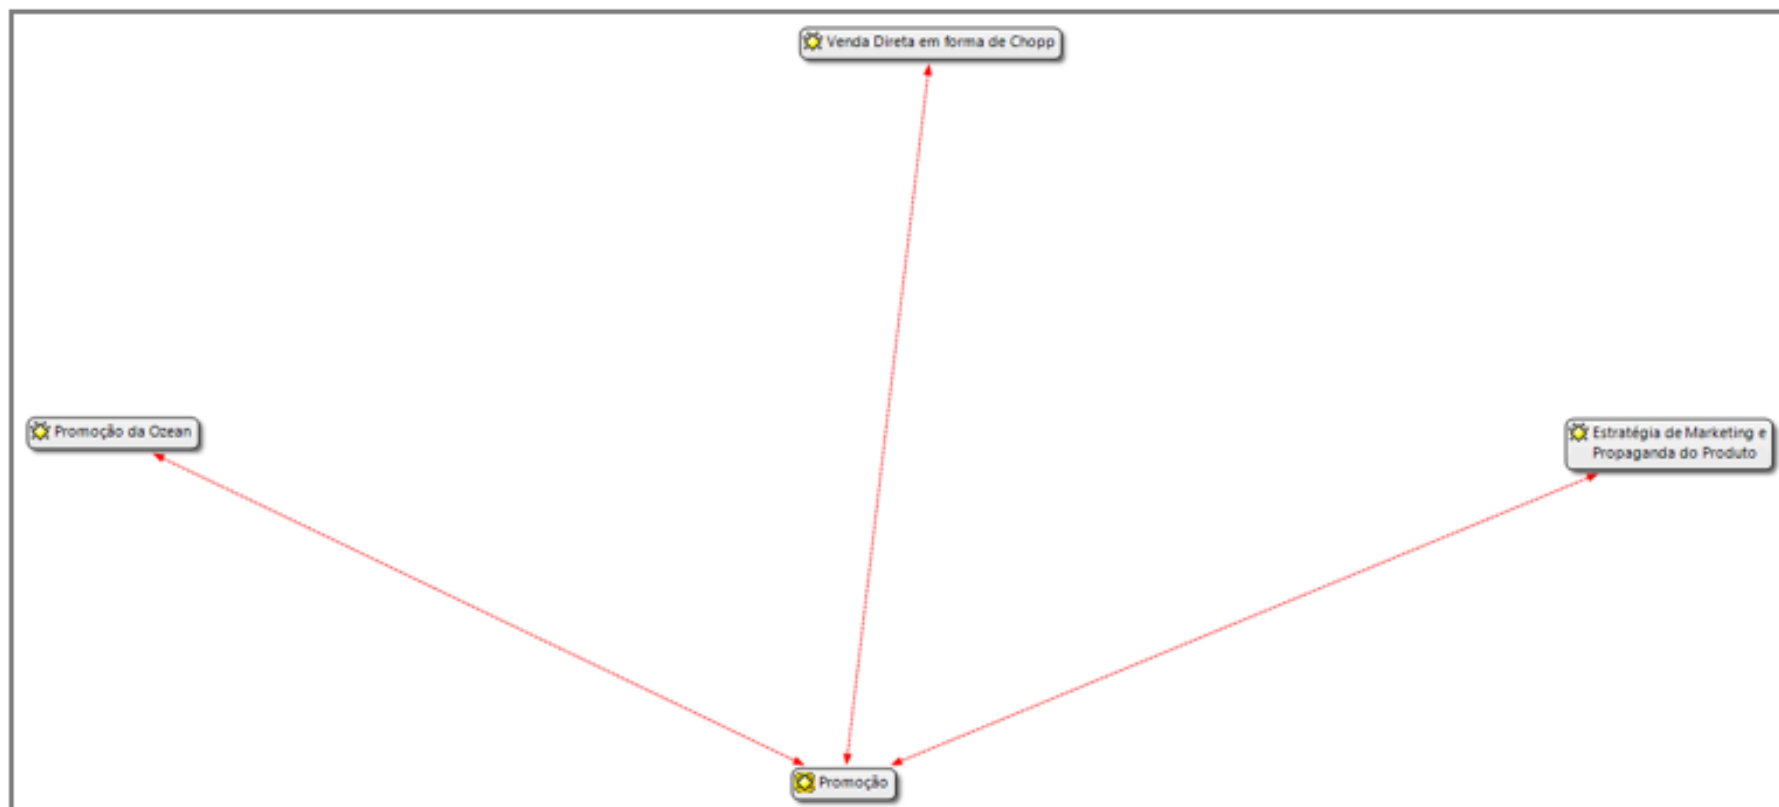 Venda Direta em forma de Chopp
Promoção da Ozean
Estratégia de Marketing e
Propaganda do Produto
Promoção